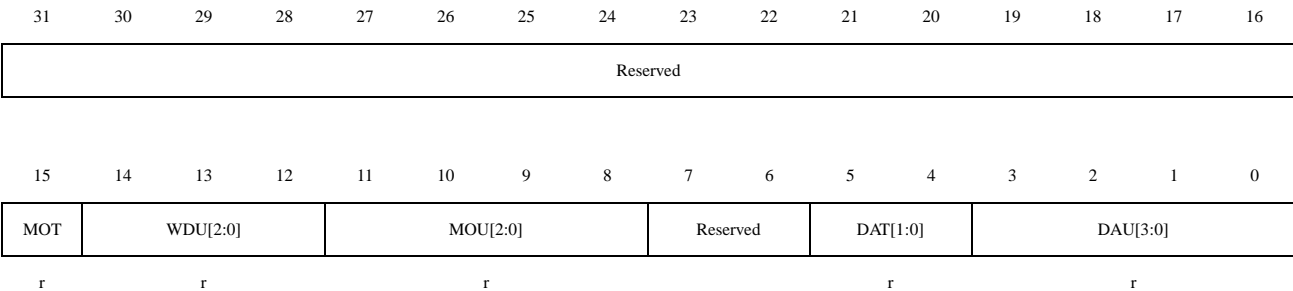 31 30 29 28 27 26 25 24 23 22 21 20 19 18 17 16
Reserved
15 14 13 12 11 10 9 8 7 6 5 4 3 2 1 0
MOT WDU[2:0] MOU[2:0] Reserved DAT[1:0] DAU[3:0]
r r r r r